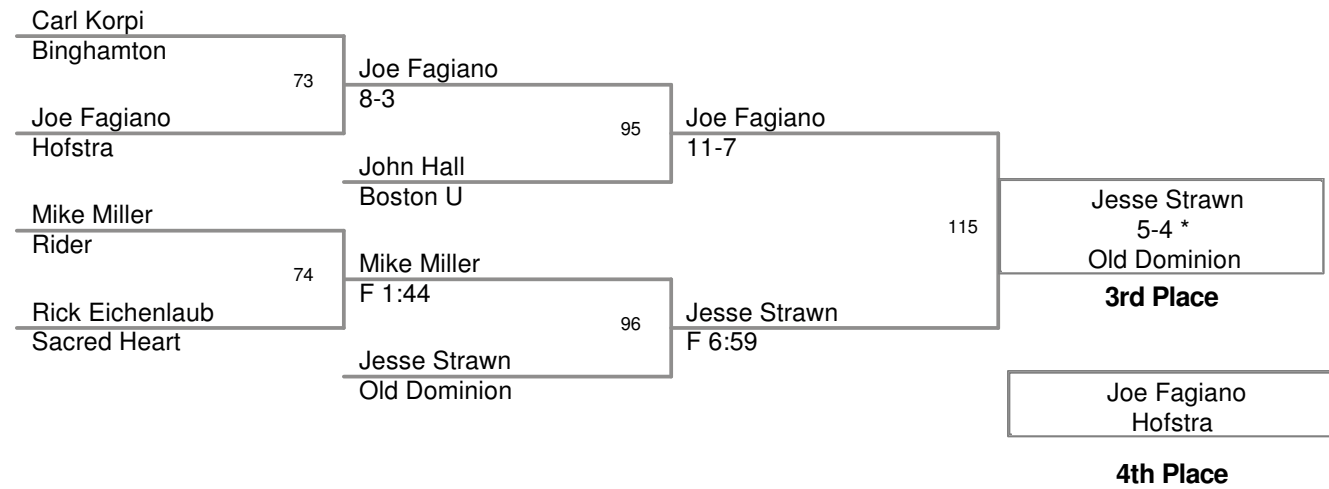 Carl Korpi
Binghamton
73
Joe Fagiano
8-3
Joe Fagiano
Hofstra
95
Joe Fagiano
11-7
John Hall
Boston U
Mike Miller
Rider
74
Mike Miller
F 1:44
Rick Eichenlaub
Sacred Heart
96
Jesse Strawn
F 6:59
Jesse Strawn
Old Dominion
115
Jesse Strawn
5-4 *
Old Dominion
3rd Place
Joe Fagiano
Hofstra
4th Place